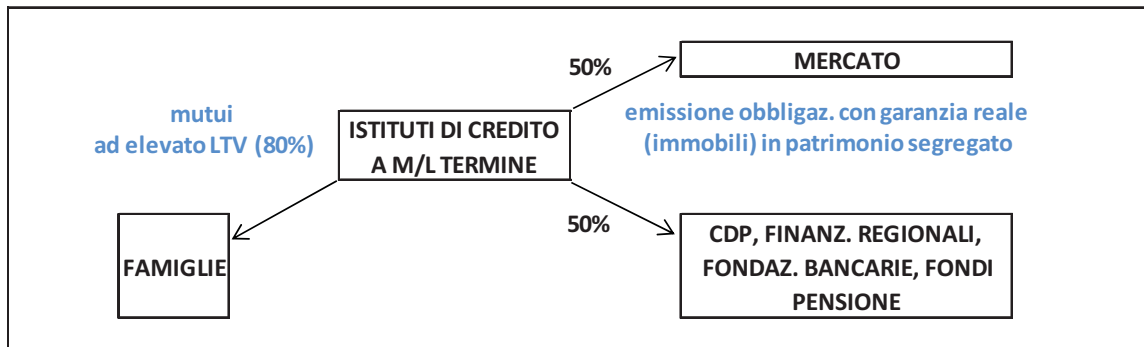 50%
MERCATO
mutui
ad elevato LTV (80%)
ISTITUTI DI CREDITO
A M/L TERMINE
emissione obbligaz. con garanzia reale
(immobili) in patrimonio segregato
50%
FAMIGLIE
CDP, FINANZ. REGIONALI,
FONDAZ. BANCARIE, FONDI
PENSIONE